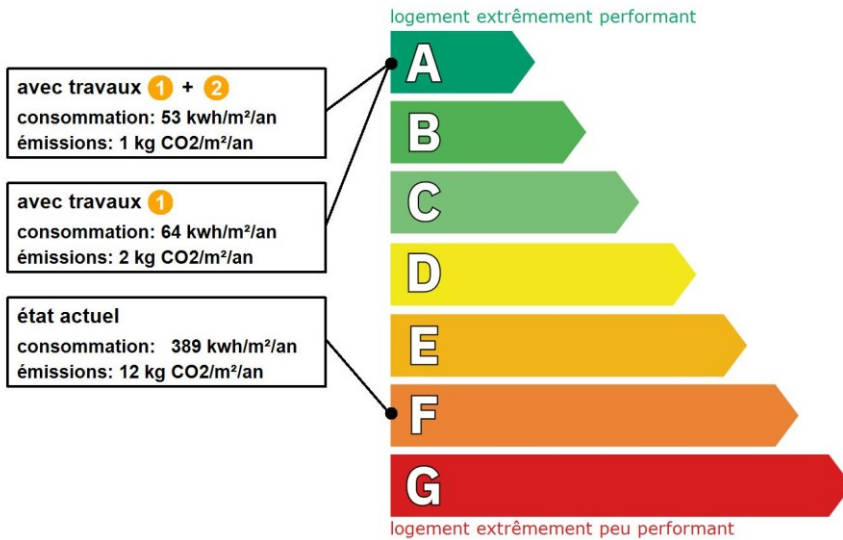 logement extrêmement performant
avec travaux 1 + 2
consommation: 53 kwh/m²/an
émissions: 1 kg CO2/m²/an
avec travaux 1
consommation: 64 kwh/m²/an
émissions: 2 kg CO2/m²/an
état actuel
consommation: 389 kwh/m²/an
émissions: 12 kg CO2/m²/an
A
B
C
D
E
F
G
logement extrêmement peu performant